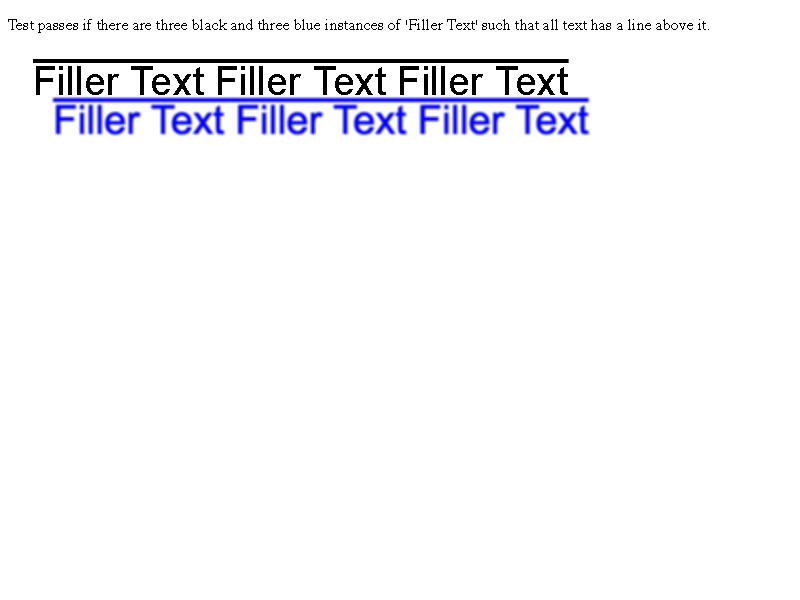 Test passes if there are three black and three blue instances of 'Filler Text' such that all text has a line above it.
Filler Text Filler Text Filler Text
Filler Text Filler Text Filler Text